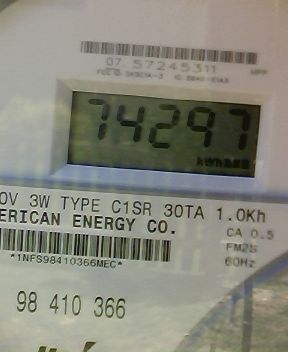 07 57245311
74297
kWh
0V 3W TYPE C1SR 30TA 1.0Kh
ERICAN ENERGY CO.
CA 0.5
FM2S
60Hz
*1NFS98410366MEC*
98 410 366